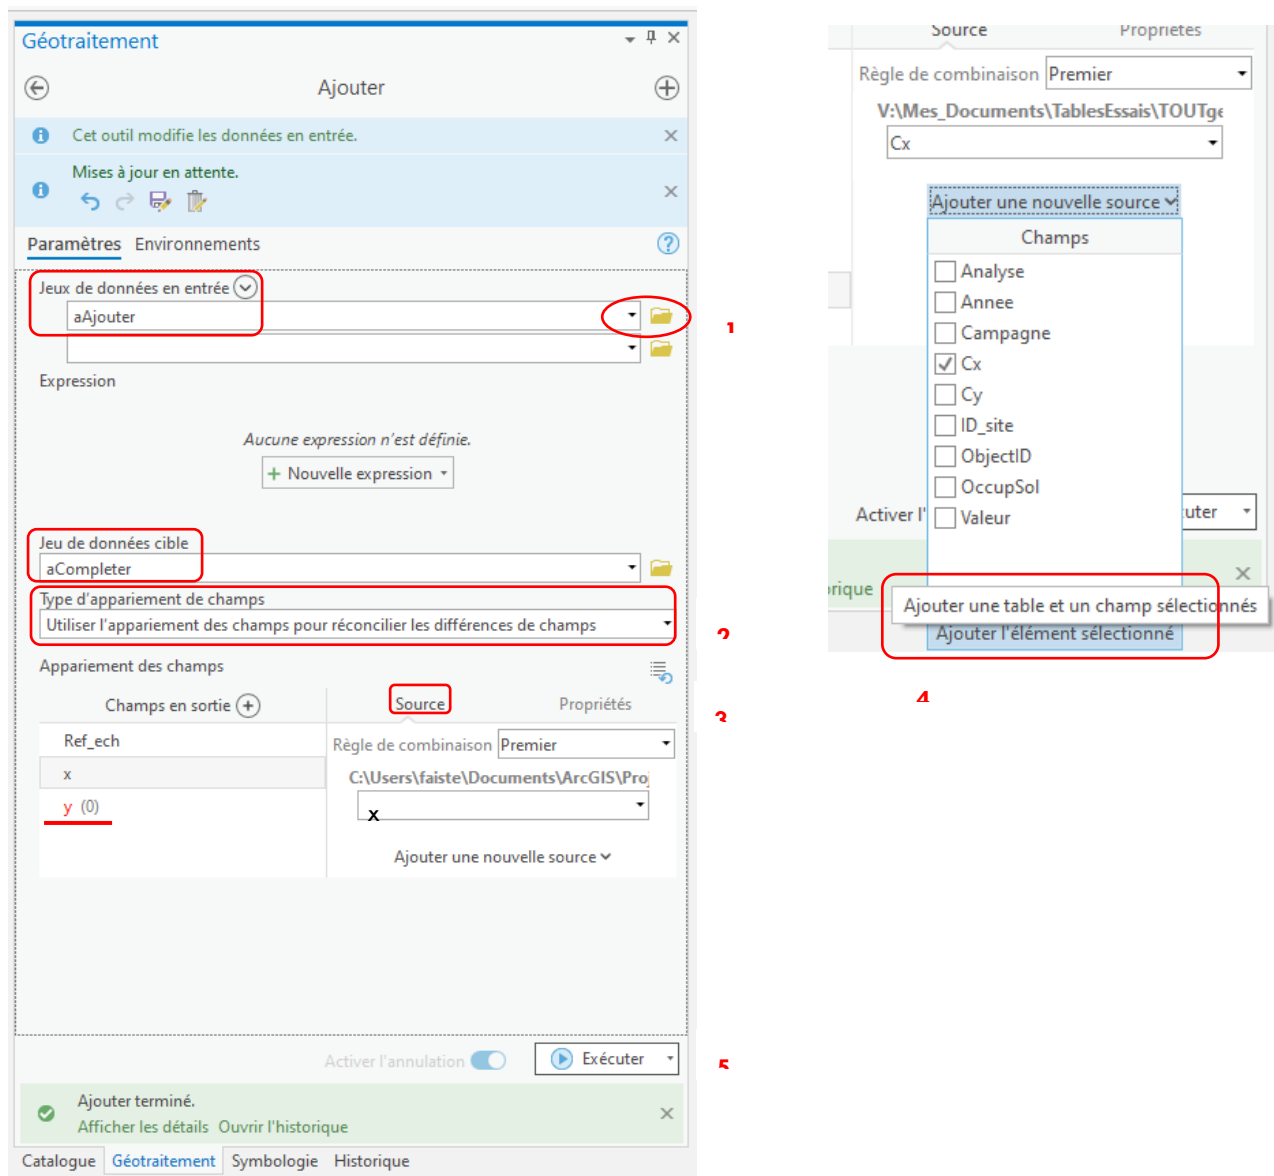 Géotraitement
Ajouter
Cet outil modifie les données en entrée.
Mises à jour en attente.
Paramètres Environnements
Jeux de données en entrée
aAjouter
1
Expression
Aucune expression n'est définie.
+ Nouvelle expression
Jeu de données cible
aCompleter
Type d'appariement de champs
Utiliser l'appariement des champs pour réconcilier les différences de champs
2
Appariement des champs
Champs en sortie
Source Propriétés
3
Ref_ech
Règle de combinaison Premier
x
C:\Users\faiste\Documents\ArcGIS\Proj
y (0)
x
Ajouter une nouvelle source
Activer l'annulation
Exécuter
5
Ajouter terminé.
Afficher les détails Ouvrir l'historique
Catalogue Géotraitement Symbologie Historique
Source Propriétés
Règle de combinaison Premier
V:\Mes_Documents\TablesEssais\TOUTge
Cx
Ajouter une nouvelle source
Champs
Analyse
Annee
Campagne
Cx
Cy
ID_site
ObjectID
OccupSol
Valeur
Activer l'
uter
rique
Ajouter une table et un champ sélectionnés
Ajouter l'élément sélectionné
4